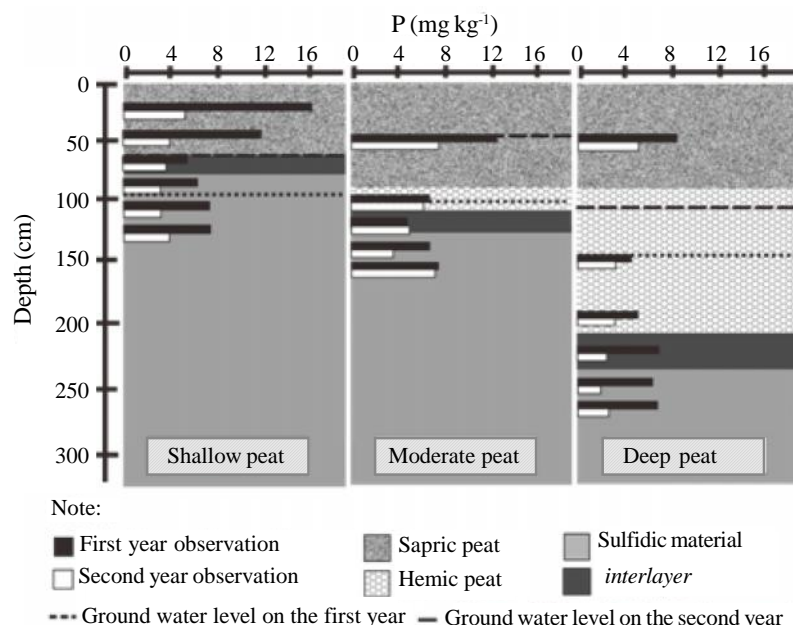 P (mg kg-1)
0 4 8 12 16 0 4 8 12 16 0 4 8 12 16
0
50
100
150
200
250
300
Depth (cm)
Shallow peat Moderate peat Deep peat
Note:
First year observation Sapric peat Sulfidic material
Second year observation Hemic peat interlayer
Ground water level on the first year Ground water level on the second year